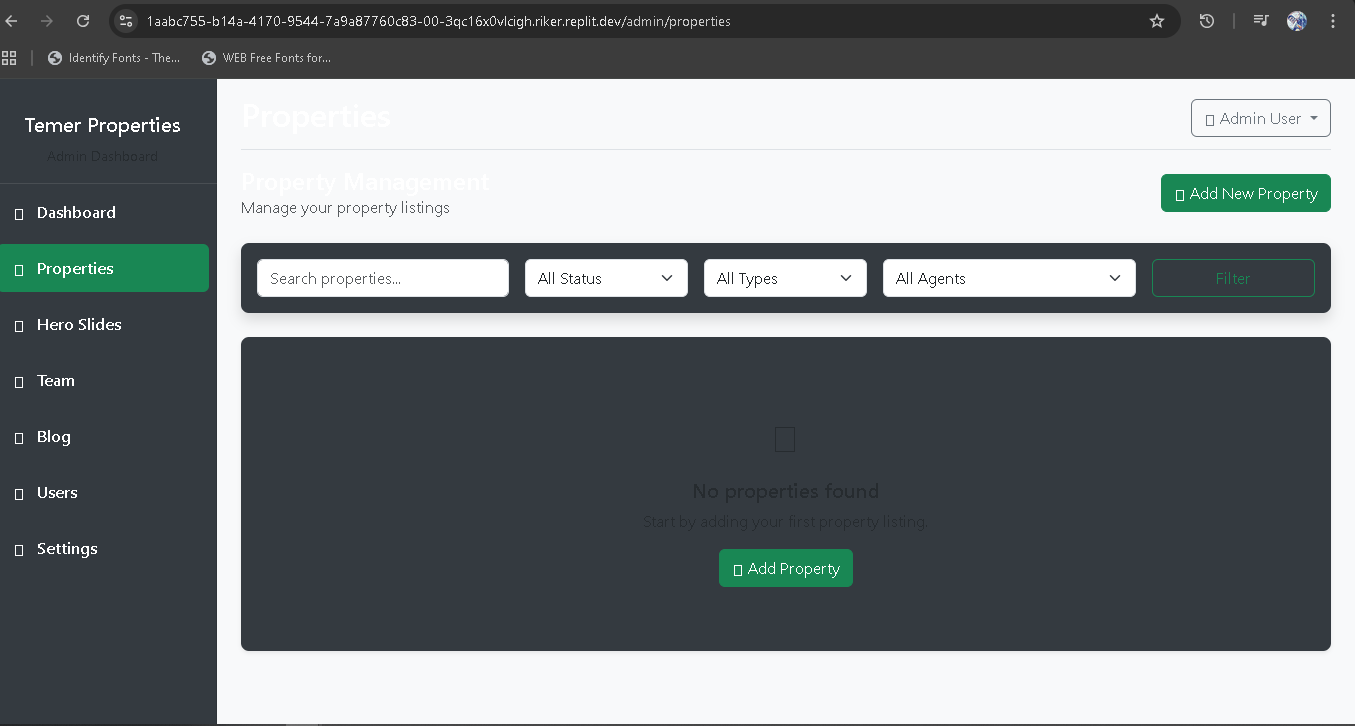 1aabc755-b14a-4170-9544-7a9a87760c83-00-3qc16x0vlcigh.riker.replit.dev/admin/properties
Identify Fonts - The...
WEB Free Fonts for...
Temer Properties
Admin Dashboard
Dashboard
Properties
Hero Slides
Team
Blog
Users
Settings
Properties
Admin User
Property Management
Manage your property listings
Add New Property
Search properties...
All Status
All Types
All Agents
Filter
No properties found
Start by adding your first property listing.
Add Property